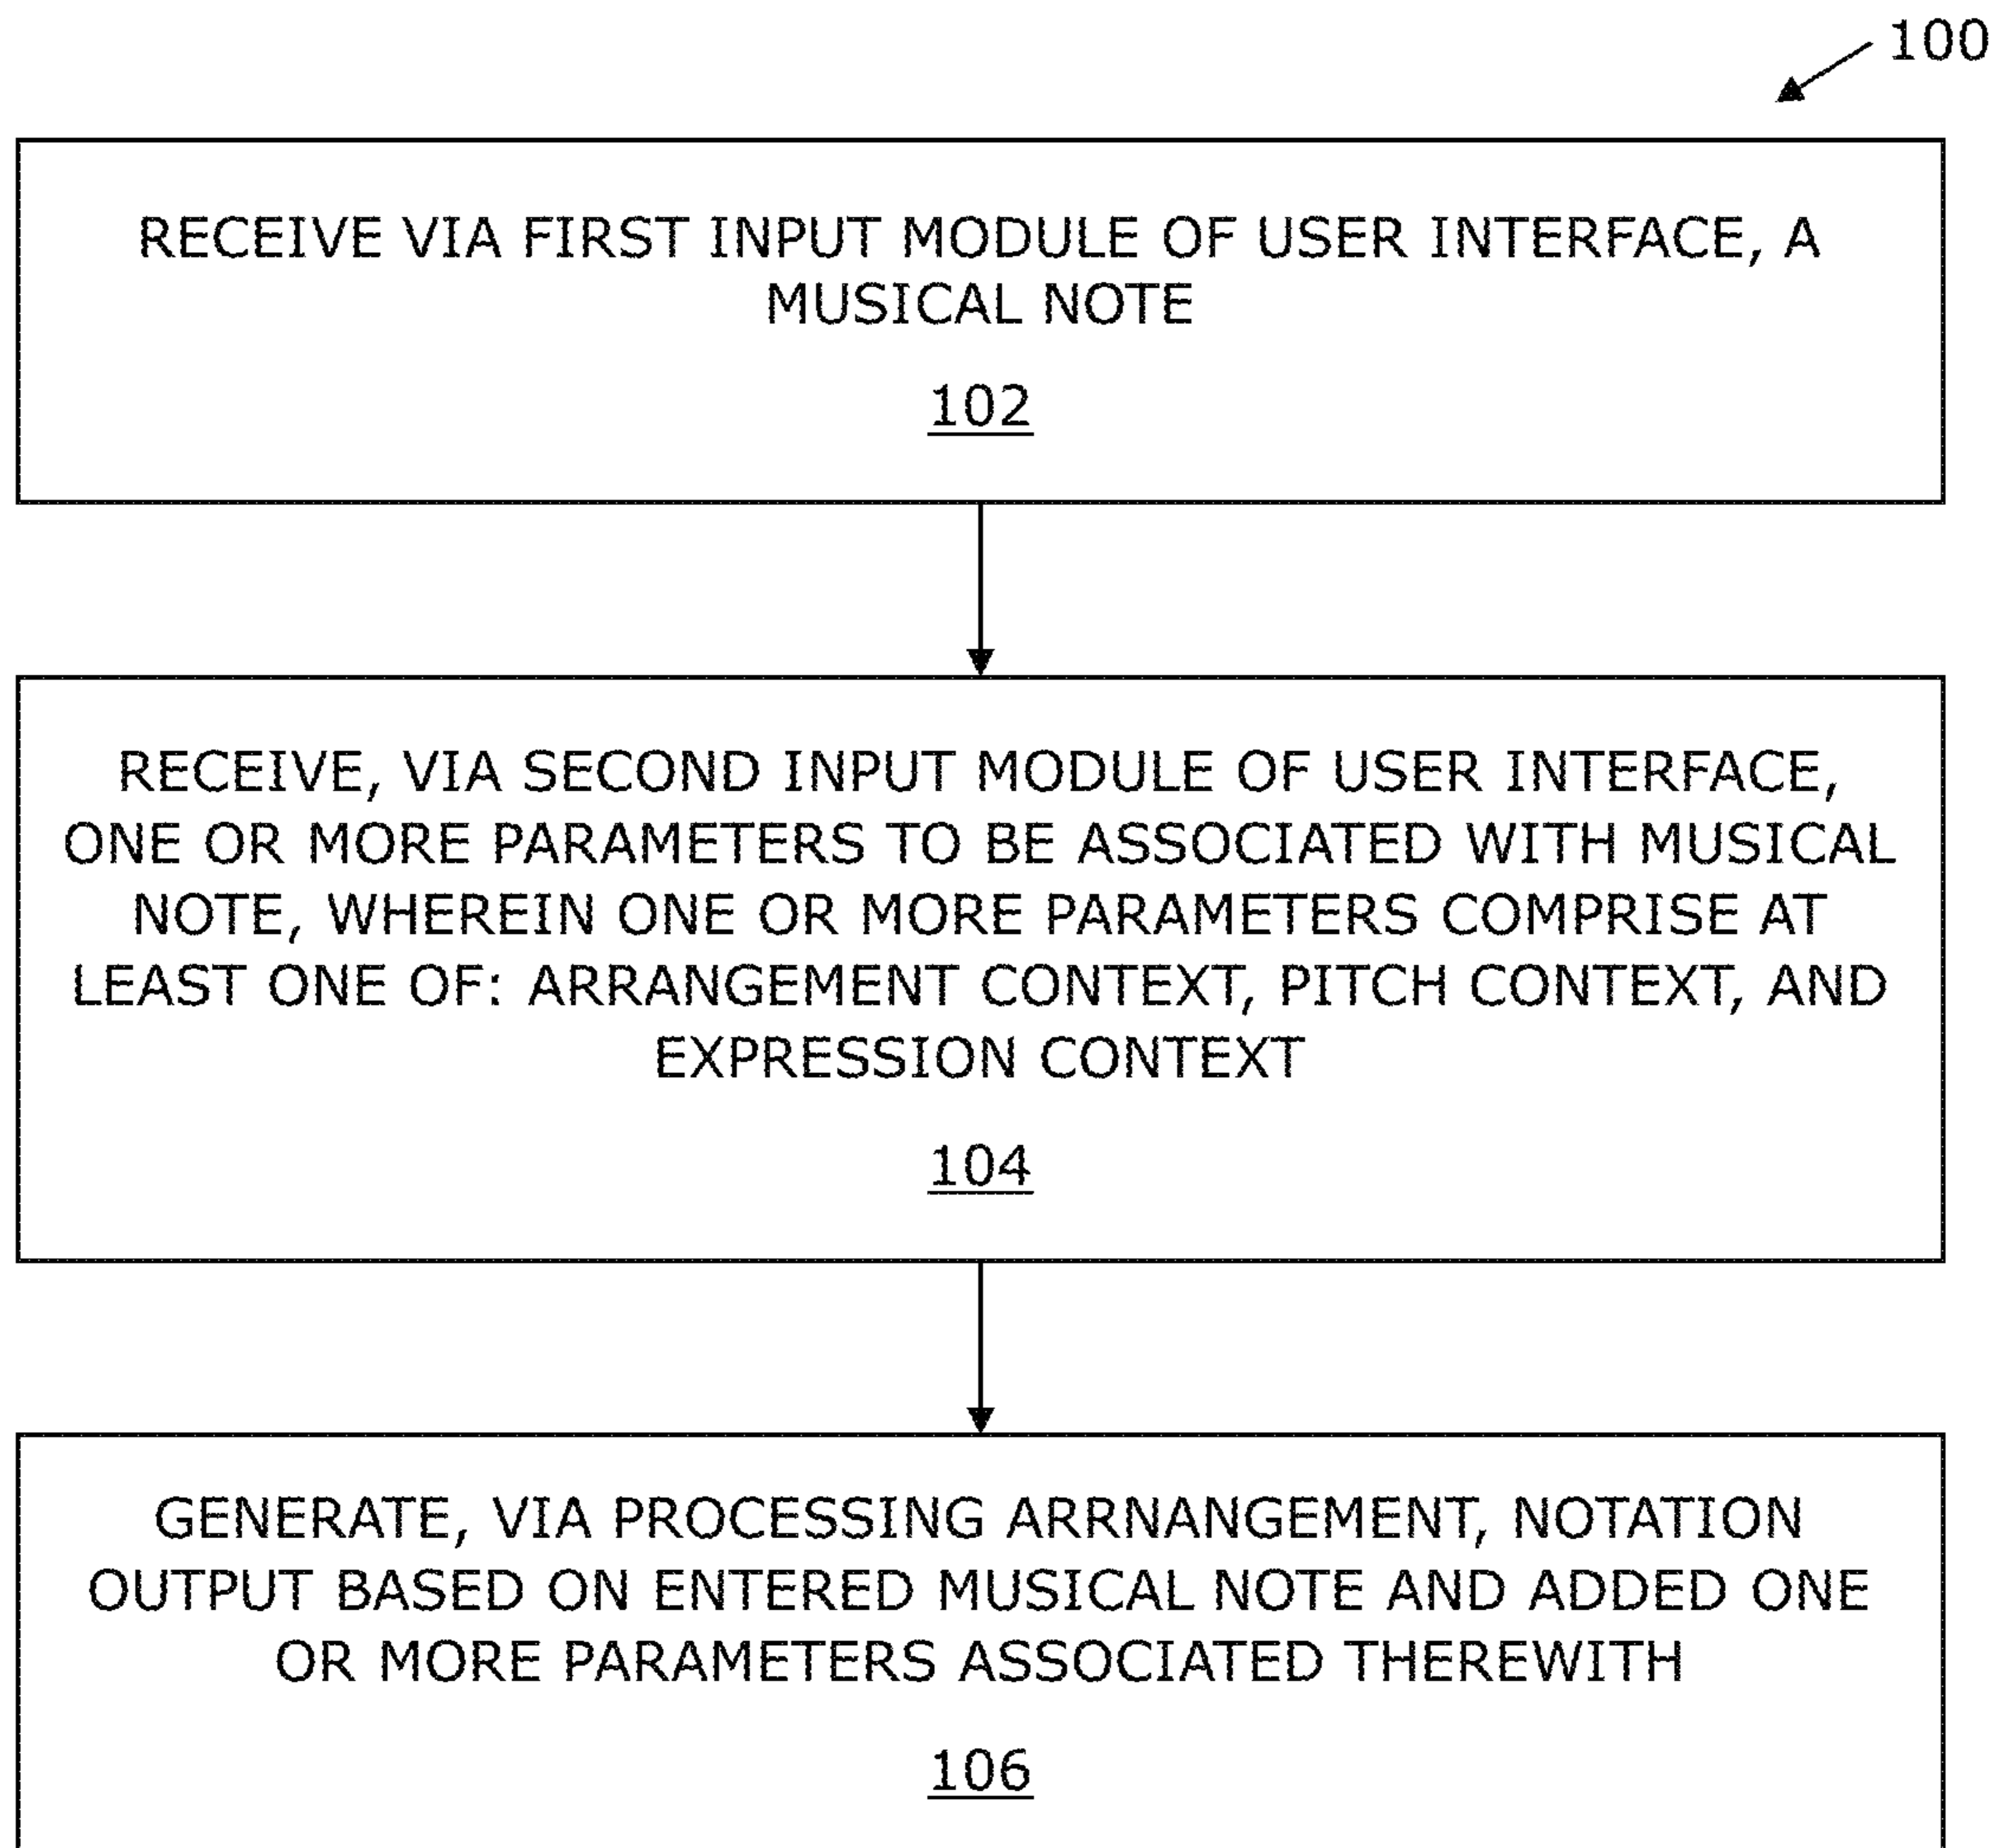 100
RECEIVE VIA FIRST INPUT MODULE OF USER INTERFACE, A
MUSICAL NOTE
102
RECEIVE, VIA SECOND INPUT MODULE OF USER INTERFACE,
ONE OR MORE PARAMETERS TO BE ASSOCIATED WITH MUSICAL
NOTE, WHEREIN ONE OR MORE PARAMETERS COMPRISE AT
LEAST ONE OF: ARRANGEMENT CONTEXT, PITCH CONTEXT, AND
EXPRESSION CONTEXT
104
GENERATE, VIA PROCESSING ARRNANGEMENT, NOTATION
OUTPUT BASED ON ENTERED MUSICAL NOTE AND ADDED ONE
OR MORE PARAMETERS ASSOCIATED THEREWITH
106